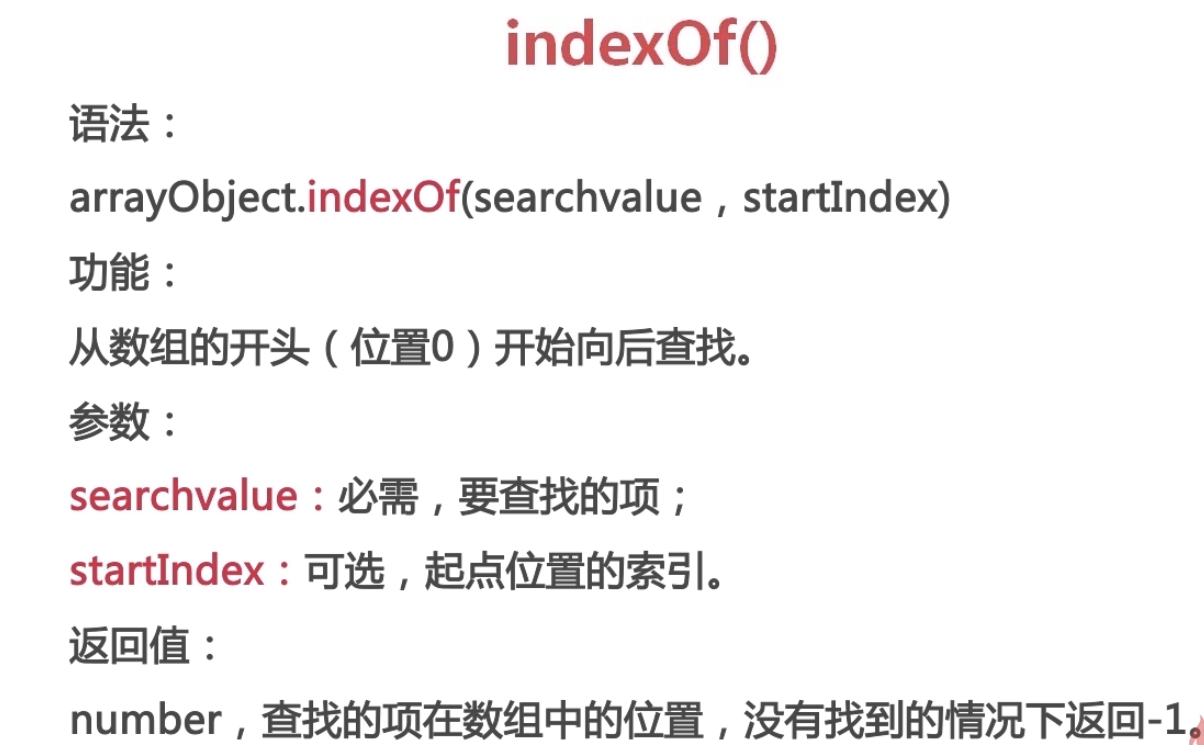 indexOf()
语法：
arrayObject.indexOf(searchvalue，startIndex)
功能：
从数组的开头（位置0）开始向后查找。
参数：
searchvalue：必需，要查找的项；
startIndex：可选，起点位置的索引。
返回值：
number，查找的项在数组中的位置，没有找到的情况下返回-1。